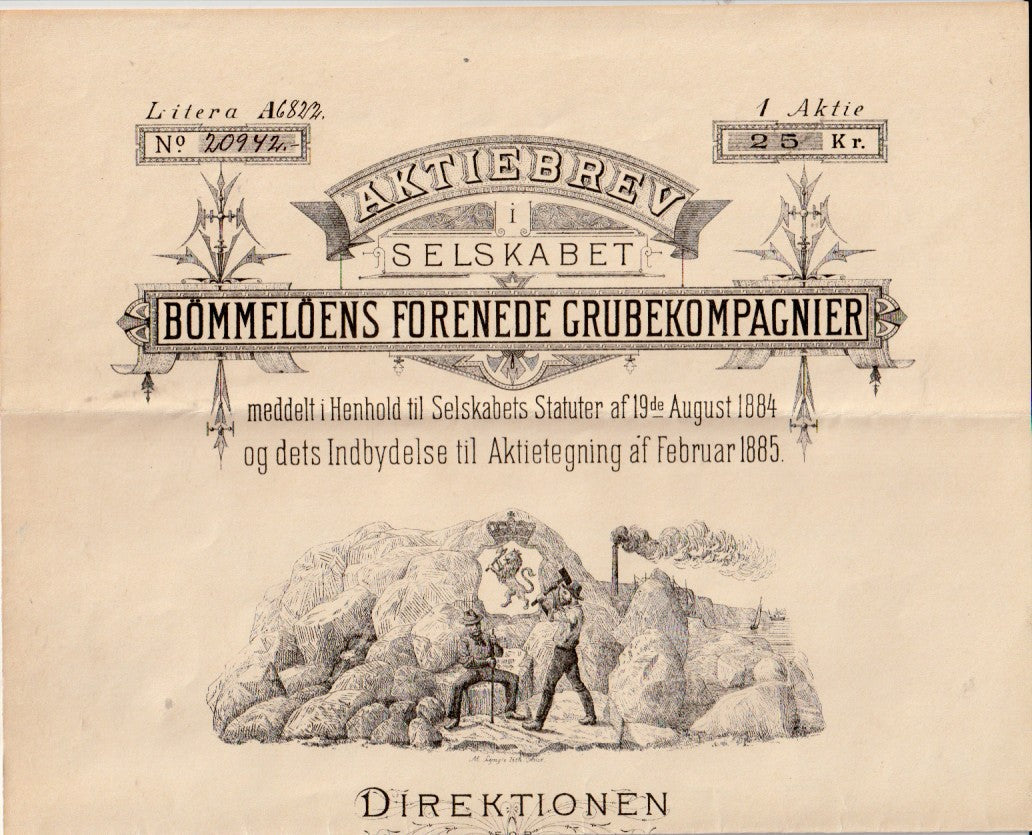 Litera A6822.
1 Aktie
Nº 20942.-
25 Kr.
AKTIEBREV
i
SELSKABET
BÖMMELÖENS FORENEDE GRUBEKOMPAGNIER
meddelt i Henhold til Selskabets Statuter af 19de August 1884
og dets Indbydelse til Aktietegning af Februar 1885.
DIREKTIONEN
FOR